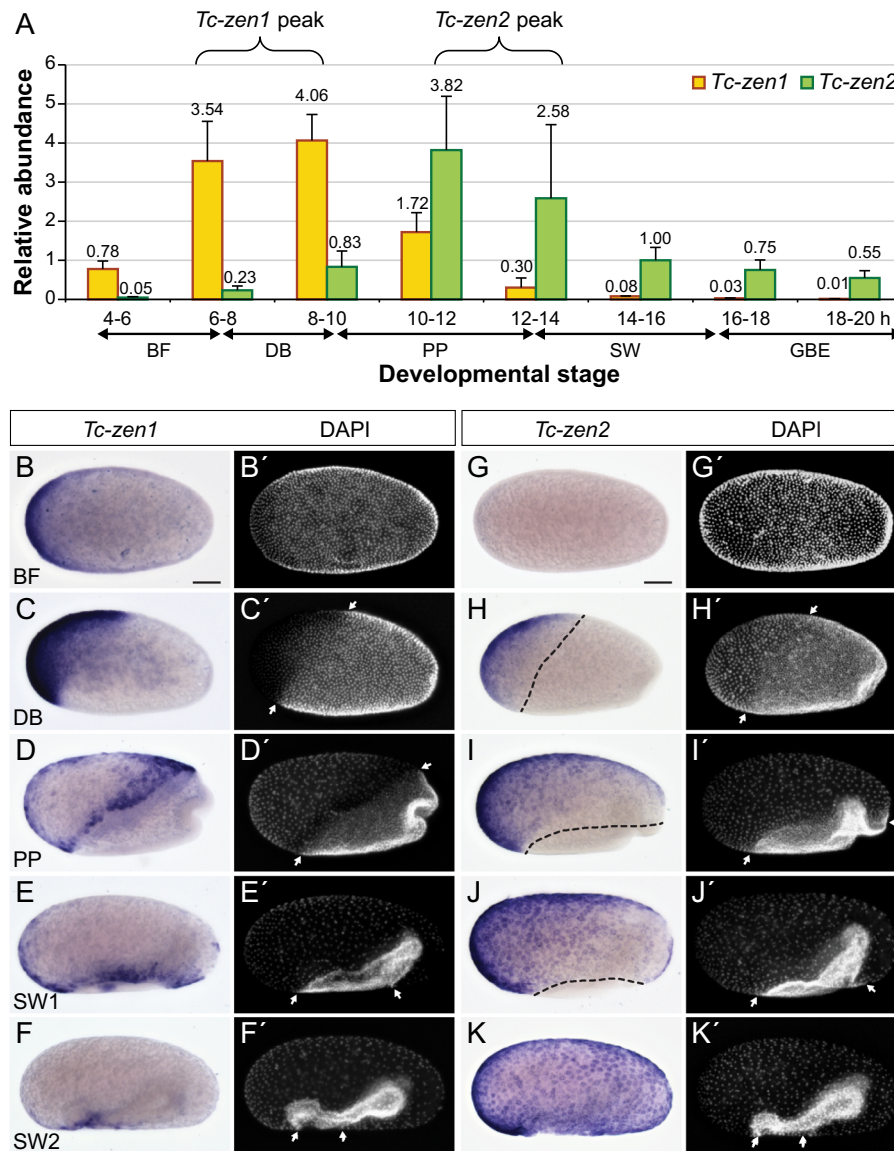 A
Tc-zen1 peak
Tc-zen2 peak
Relative abundance
6
5
4
3
2
1
0
Tc-zen1
Tc-zen2
0.78
0.05
3.54
0.23
4.06
0.83
1.72
3.82
0.30
2.58
0.08
1.00
0.03
0.75
0.01
0.55
4-6
6-8
8-10
10-12
12-14
14-16
16-18
18-20 h
BF
DB
PP
SW
GBE
Developmental stage
Tc-zen1
DAPI
Tc-zen2
DAPI
B
B´
G
G´
BF
C
C´
H
H´
DB
D
D´
I
I´
PP
E
E´
J
J´
SW1
F
F´
K
K´
SW2